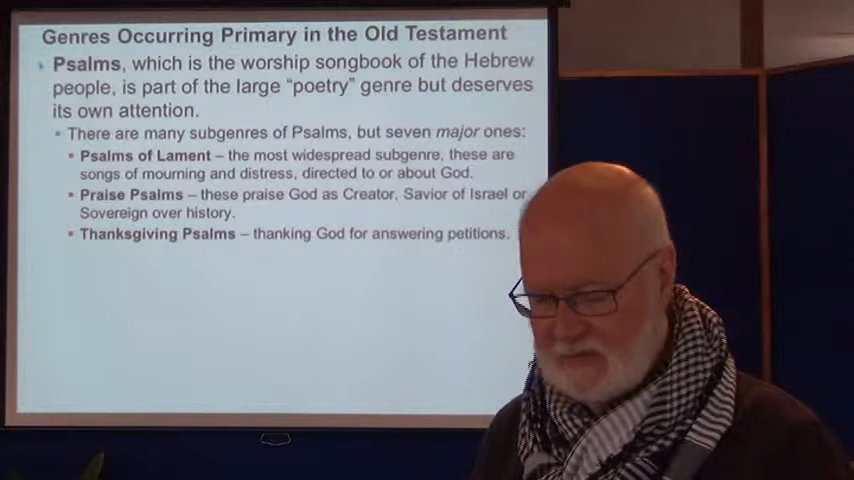 Genres Occurring Primary in the Old Testament
Psalms, which is the worship songbook of the Hebrew
people, is part of the large “poetry” genre but deserves
its own attention.
There are many subgenres of Psalms, but seven major ones:
Psalms of Lament – the most widespread subgenre, these are
songs of mourning and distress, directed to or about God.
Praise Psalms – these praise God as Creator, Savior of Israel or
Sovereign over history.
Thanksgiving Psalms – thanking God for answering petitions.